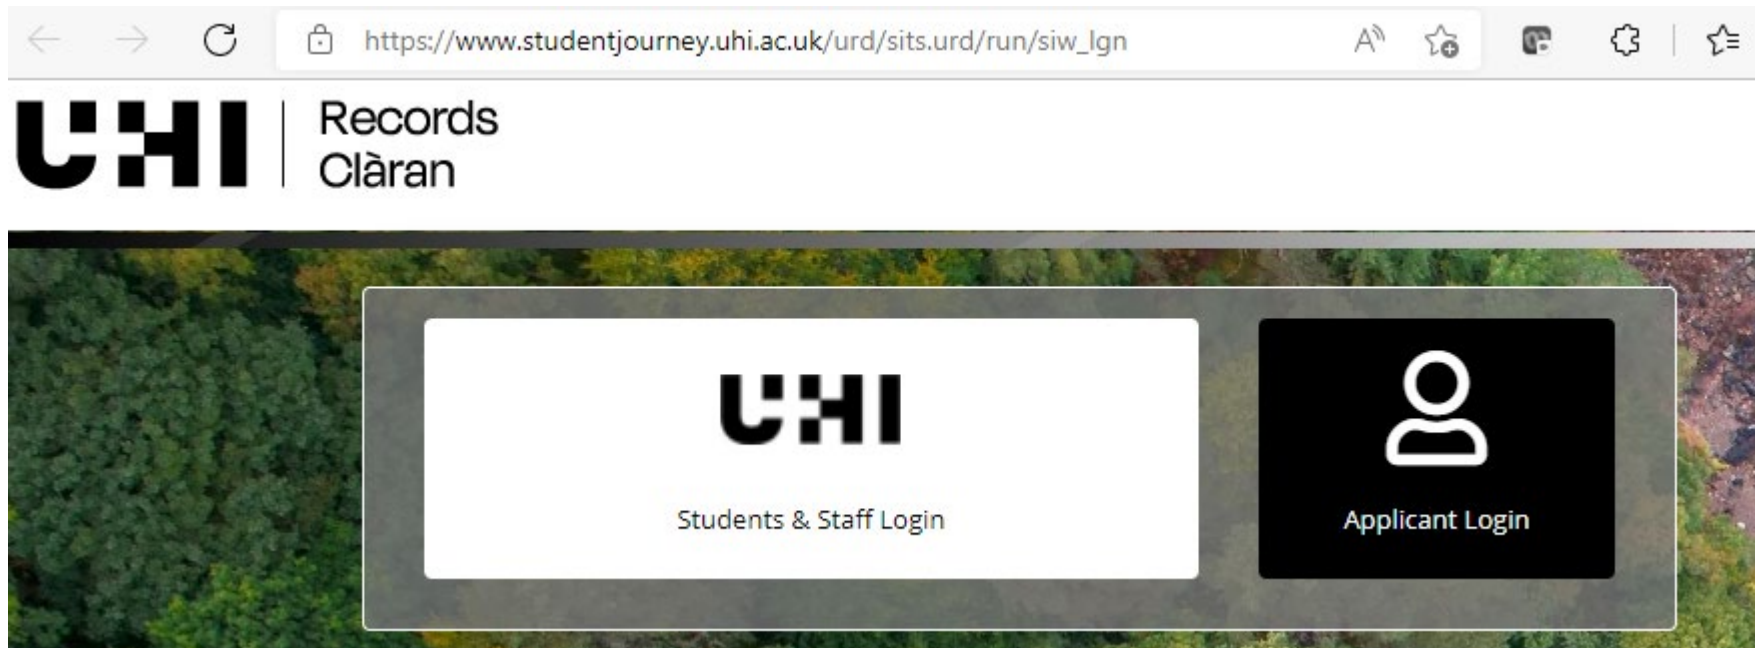 https://www.studentjourney.uhi.ac.uk/urd/sits.urd/run/siw_lgn
UHI
Records
Clàran
UHI
Students & Staff Login
Applicant Login